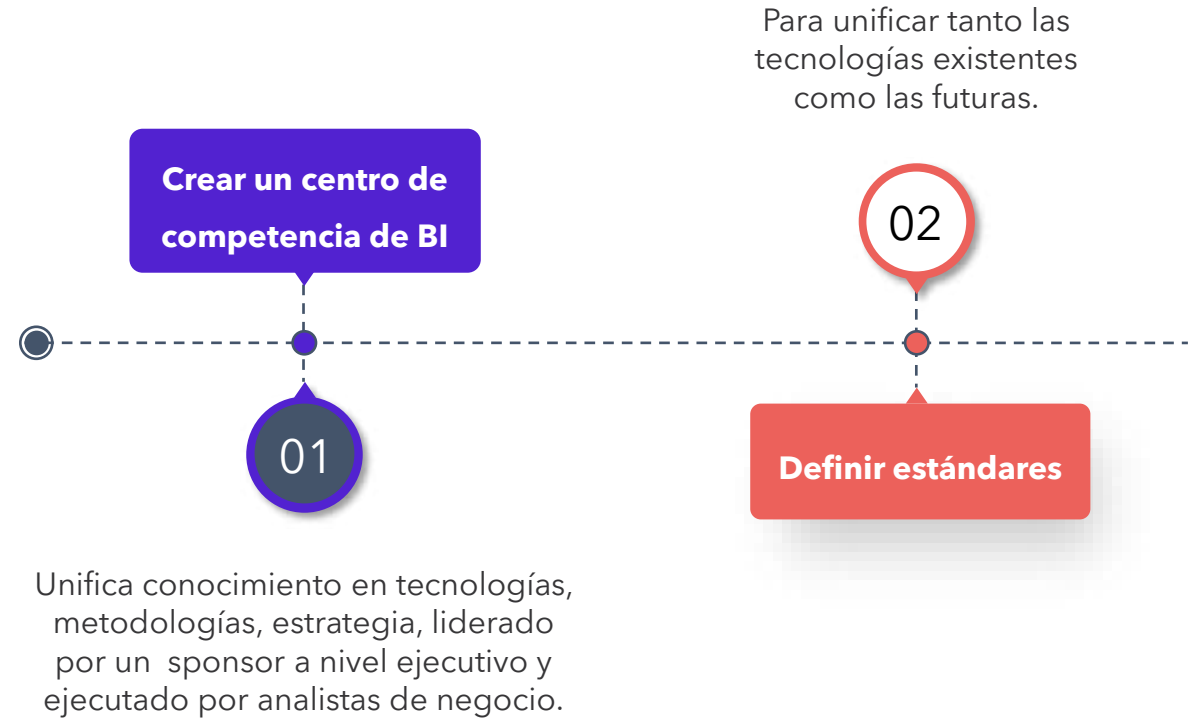 Crear un centro de
competencia de BI
01
Unifica conocimiento en tecnologías,
metodologías, estrategia, liderado
por un sponsor a nivel ejecutivo y
ejecutado por analistas de negocio.
Para unificar tanto las
tecnologías existentes
como las futuras.
02
Definir estándares